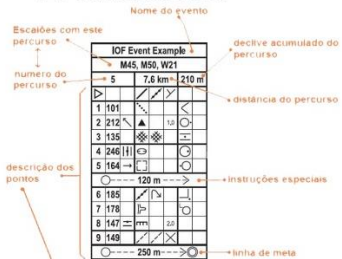 Nome do evento
Escalões com este
percurso
IOF Event Example
M45, M50, W21
5 7,6 km 210 m
declive acumulado do
percurso
numero do
percurso
distância do percurso
1 101
2 212 1,0
3 135
4 246
5 164
120 m
instruções especiais
descrição dos
pontos
6 185
7 178
8 147 2,0
9 149
250 m
linha de meta